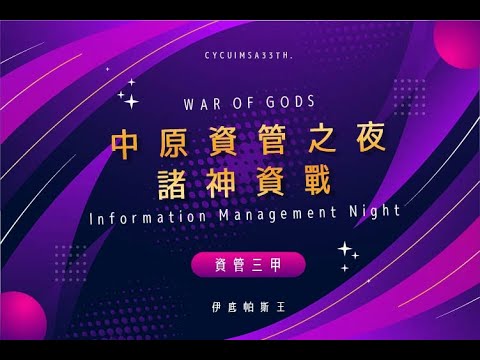 CYCUIMSA33TH.
WAR OF GODS
中原資管之夜
諸神資戰
Information Management Night
資管三甲
伊底帕斯王